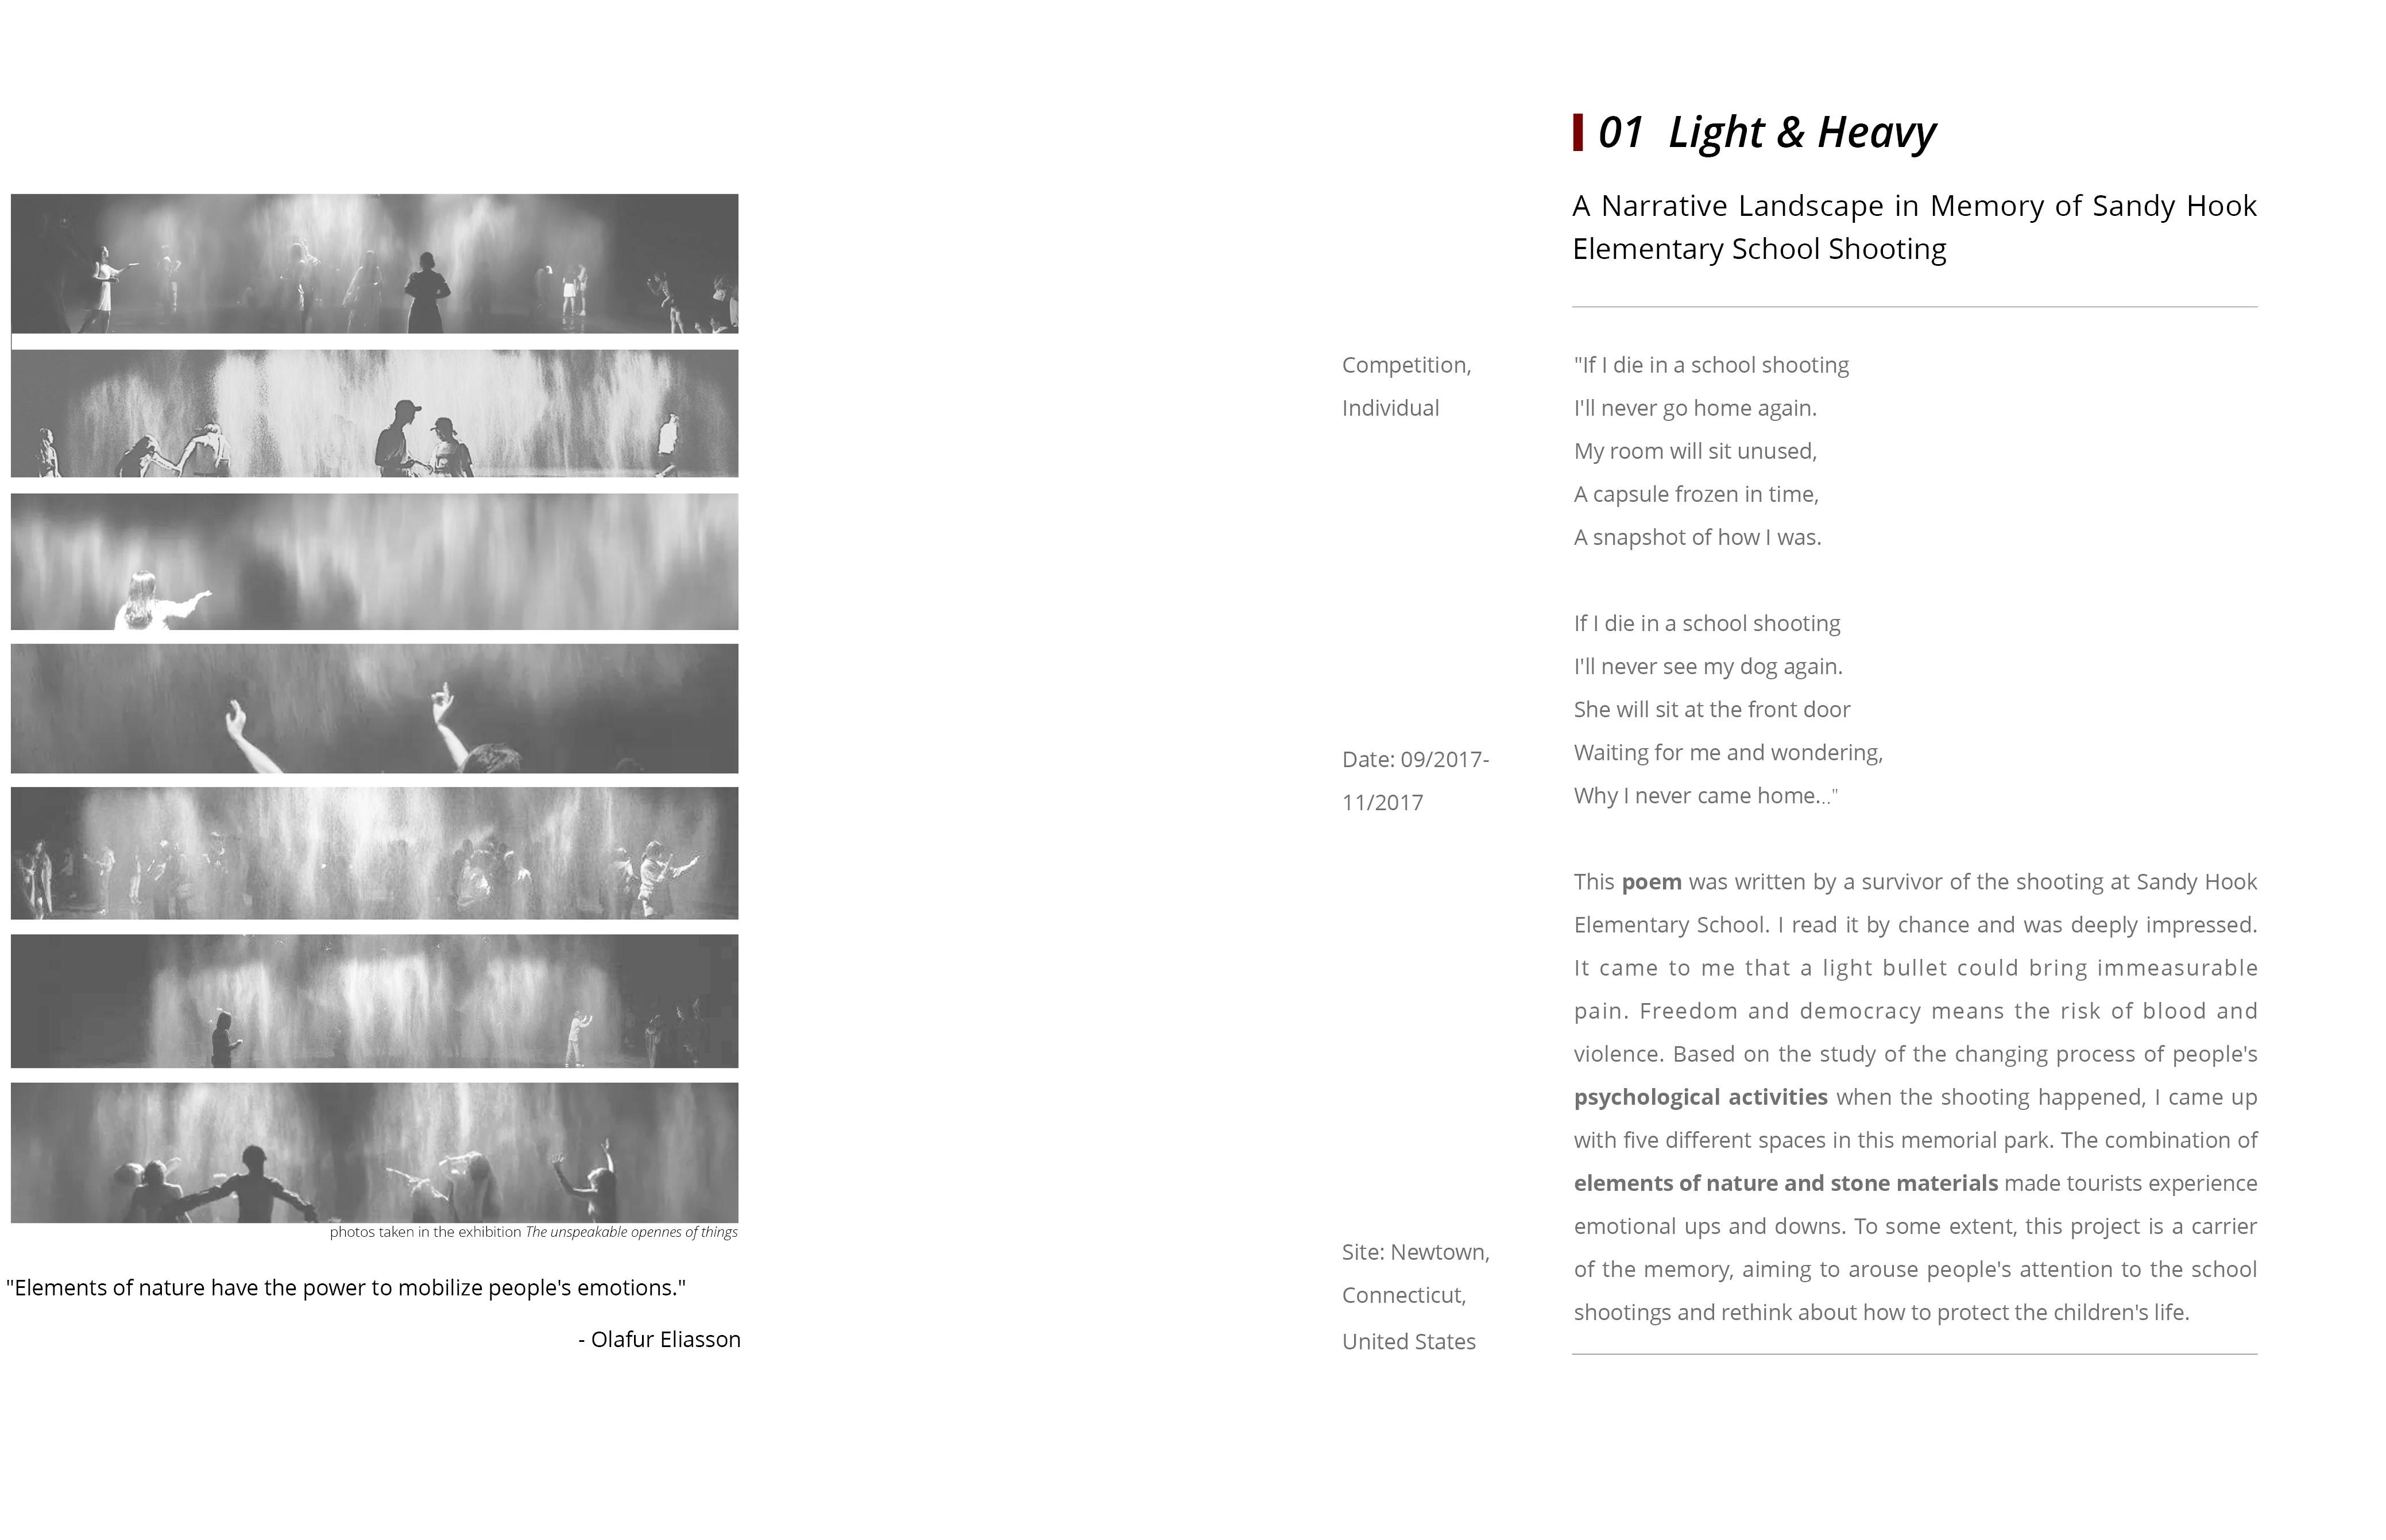 01 Light & Heavy
A Narrative Landscape in Memory of Sandy Hook
Elementary School Shooting
photos taken in the exhibition The unspeakable opennes of things
"Elements of nature have the power to mobilize people's emotions."
- Olafur Eliasson
Competition,
Individual
Date: 09/2017-
11/2017
Site: Newtown,
Connecticut,
United States
"If I die in a school shooting
I'll never go home again.
My room will sit unused,
A capsule frozen in time,
A snapshot of how I was.
If I die in a school shooting
I'll never see my dog again.
She will sit at the front door
Waiting for me and wondering,
Why I never came home..."
This poem was written by a survivor of the shooting at Sandy Hook
Elementary School. I read it by chance and was deeply impressed.
It came to me that a light bullet could bring immeasurable
pain. Freedom and democracy means the risk of blood and
violence. Based on the study of the changing process of people's
psychological activities when the shooting happened, I came up
with five different spaces in this memorial park. The combination of
elements of nature and stone materials made tourists experience
emotional ups and downs. To some extent, this project is a carrier
of the memory, aiming to arouse people's attention to the school
shootings and rethink about how to protect the children's life.